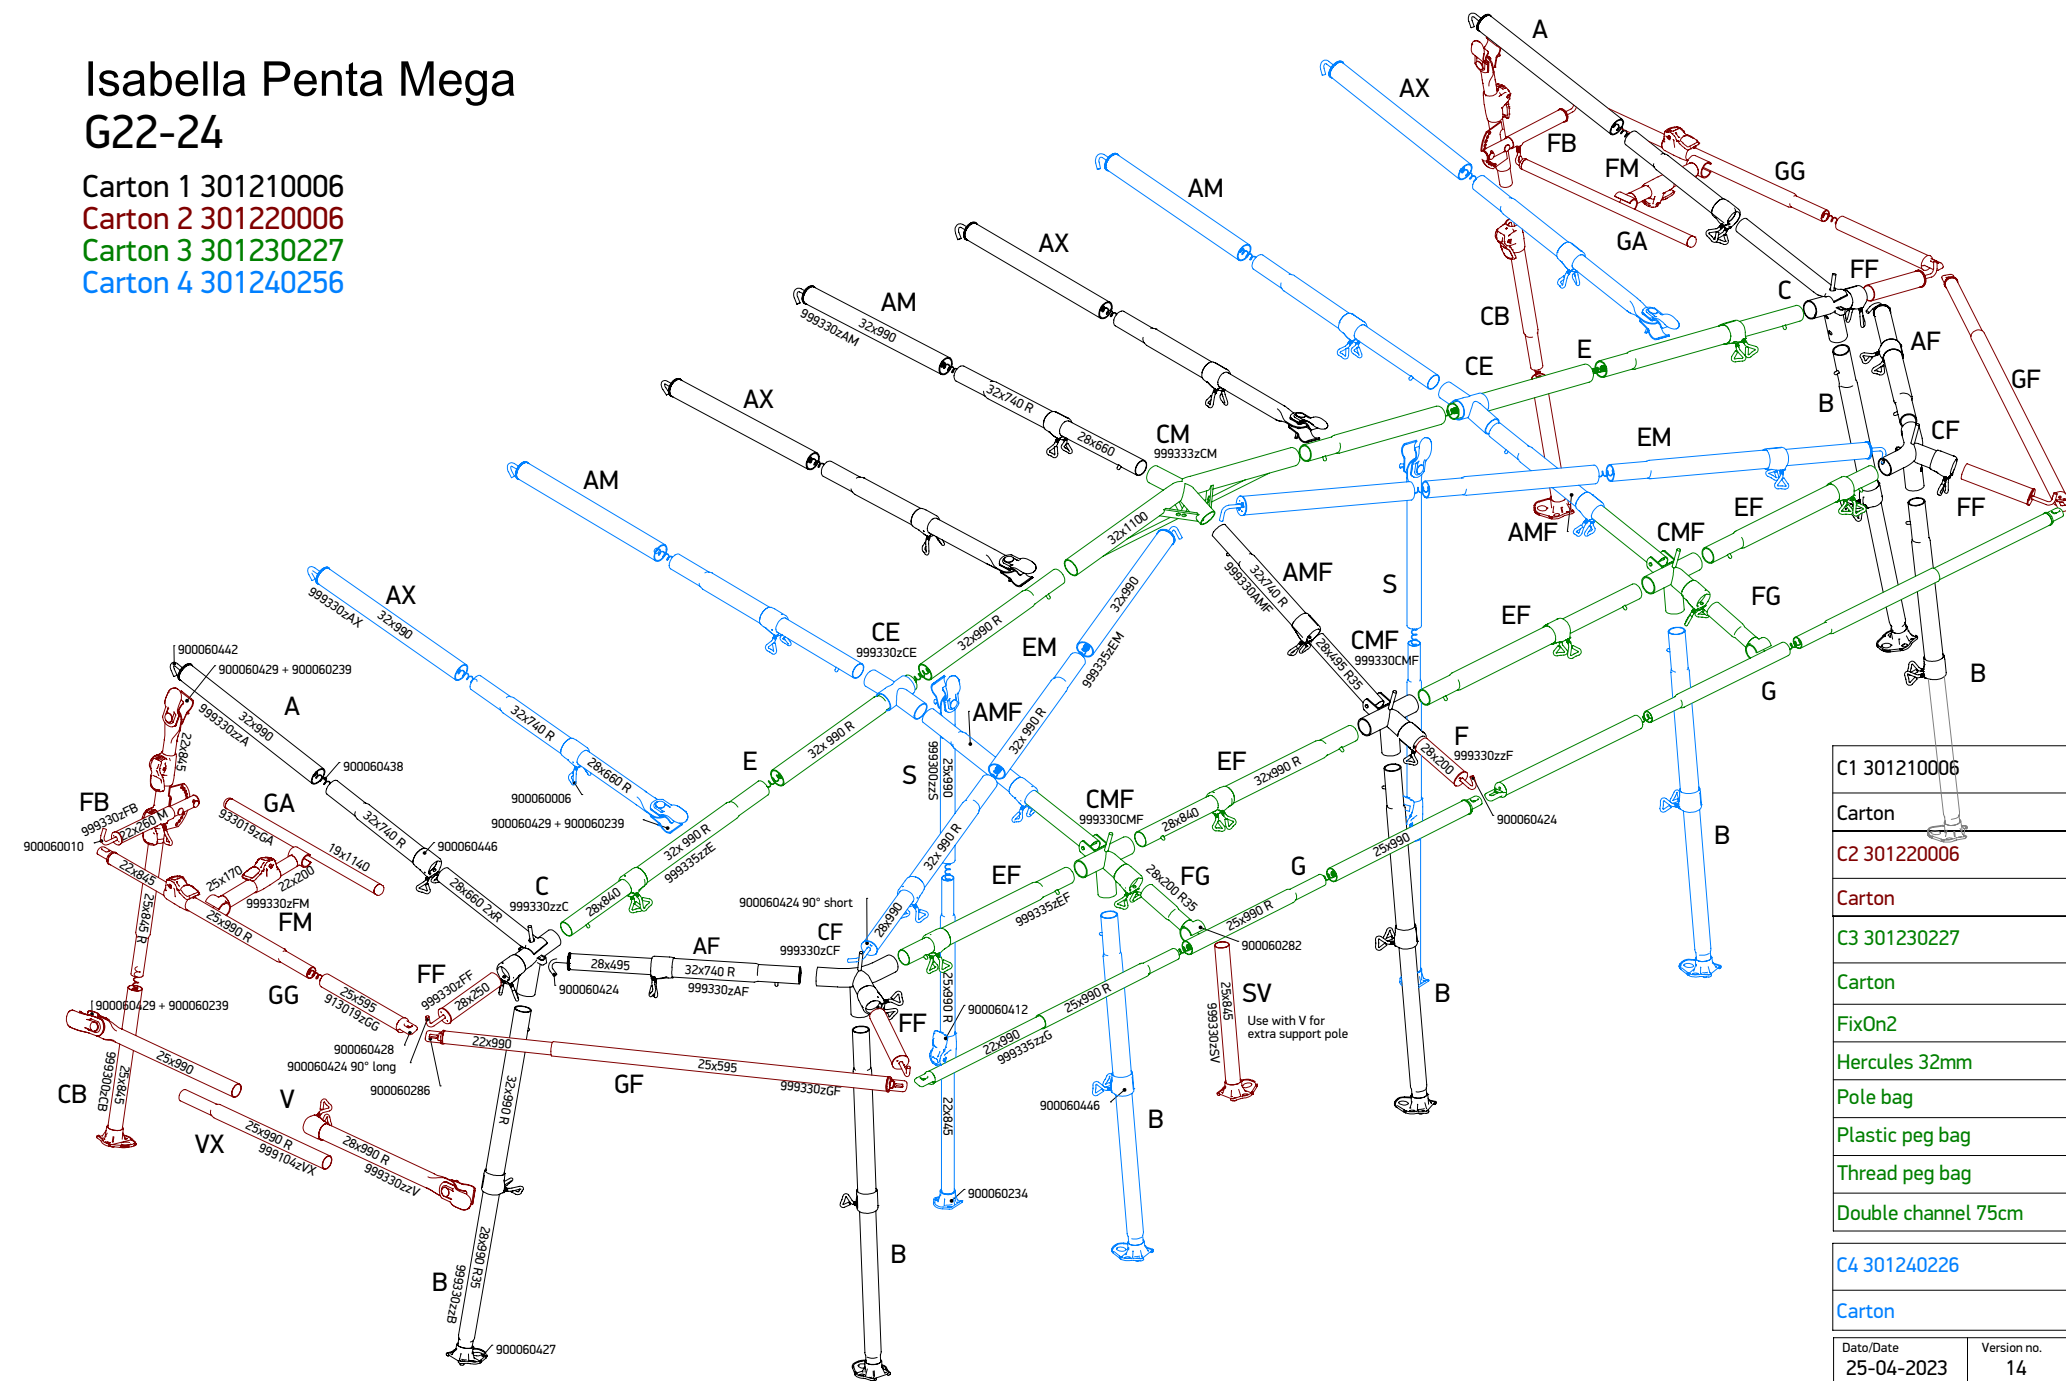 Isabella Penta Mega
G22-24
Carton 1 301210006
Carton 2 301220006
Carton 3 301230227
Carton 4 301240256
A
AX
FB
FM
GG
GA
AM
AX
CB
C
FF
AF
GF
B
CF
FF
E
CE
EM
EF
AM
32x990
999330zAM
32x740 R
28x660
AX
CM
999333zCM
32x1100
AMF
CMF
FG
S
AMF
32x740 R
999330AMF
28x495 R35
CMF
999330CMF
EF
G
B
B
AM
AX
32x990
999330zAX
32x740 R
28x660 R
900060006
900060429 + 900060239
CE
999330zCE
32x990 R
EM
32x990
999335zEM
32x 990 R
32x 990 R
28x990
AMF
S
25x990
999300zzS
25x990 R
22x845
900060412
900060234
E
32x 990 R
32x 990 R
28x840
999335zzE
900060442
900060429 + 900060239
A
32x990
999330zzA
900060438
32x740 R
900060446
28x660 2xR
22x845
FB
999330zFB
22x260 M
900060010
GA
933019zGA
19x1140
22x845
25x170
22x200
999330zFM
FM
25x990 R
25x845 R
GG
25x595
913019zGG
900060428
900060424 90° long
900060286
FF
999330zFF
28x250
C
999330zzC
900060424
AF
28x495
32x740 R
999330zAF
900060424 90° short
CF
999330zCF
FF
EF
999335zEF
CMF
999330CMF
EF
28x840
32x990 R
F
999330zzF
28x200
900060424
FG
28x200 R35
900060282
G
25x990
25x990 R
25x990 R
22x990
999335zzG
SV
25x845
999330zSV
Use with V for
extra support pole
900060446
B
B
B
22x990
25x595
GF
999330zGF
900060429 + 900060239
25x990
CB
999300zCB
25x845
VX
25x990 R
999104zVX
V
28x990 R
999330zzV
32x990 R
B
28x990 R35
999330zzB
900060427
C1 301210006
Carton
C2 301220006
Carton
C3 301230227
Carton
FixOn2
Hercules 32mm
Pole bag
Plastic peg bag
Thread peg bag
Double channel 75cm
C4 301240226
Carton
Dato/Date
25-04-2023
Version no.
14